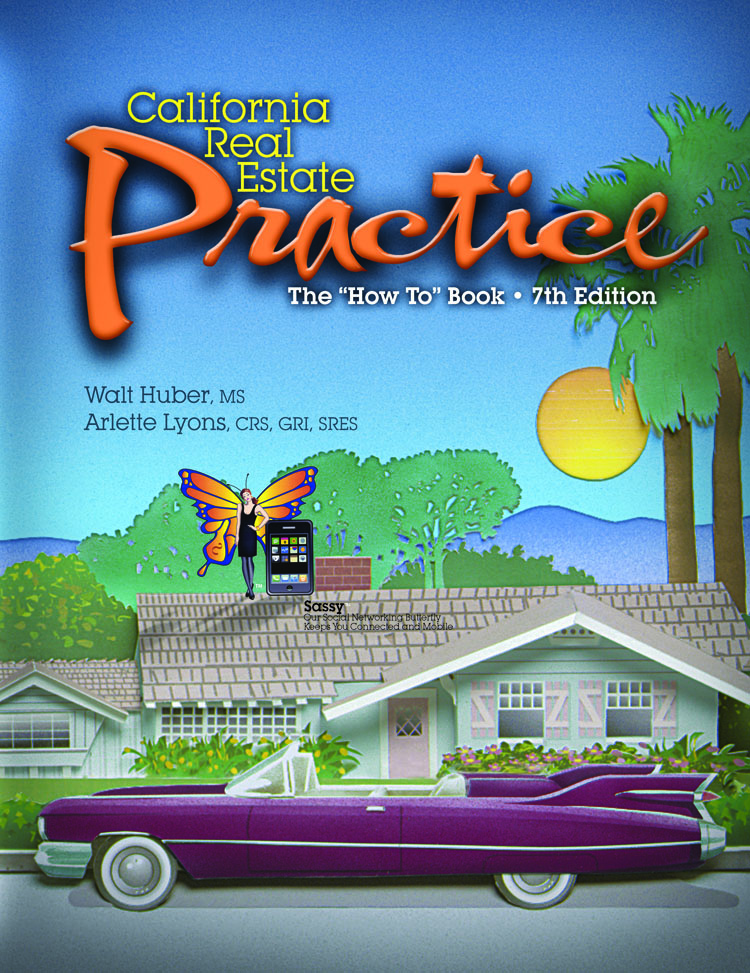 California
Real
Estate
Practice
The “How To” Book • 7th Edition
Walt Huber, MS
Arlette Lyons, CRS, GRI, SRES
TM
Sassy
Our Social Networking Butterfly
Keeps You Connected and Mobile